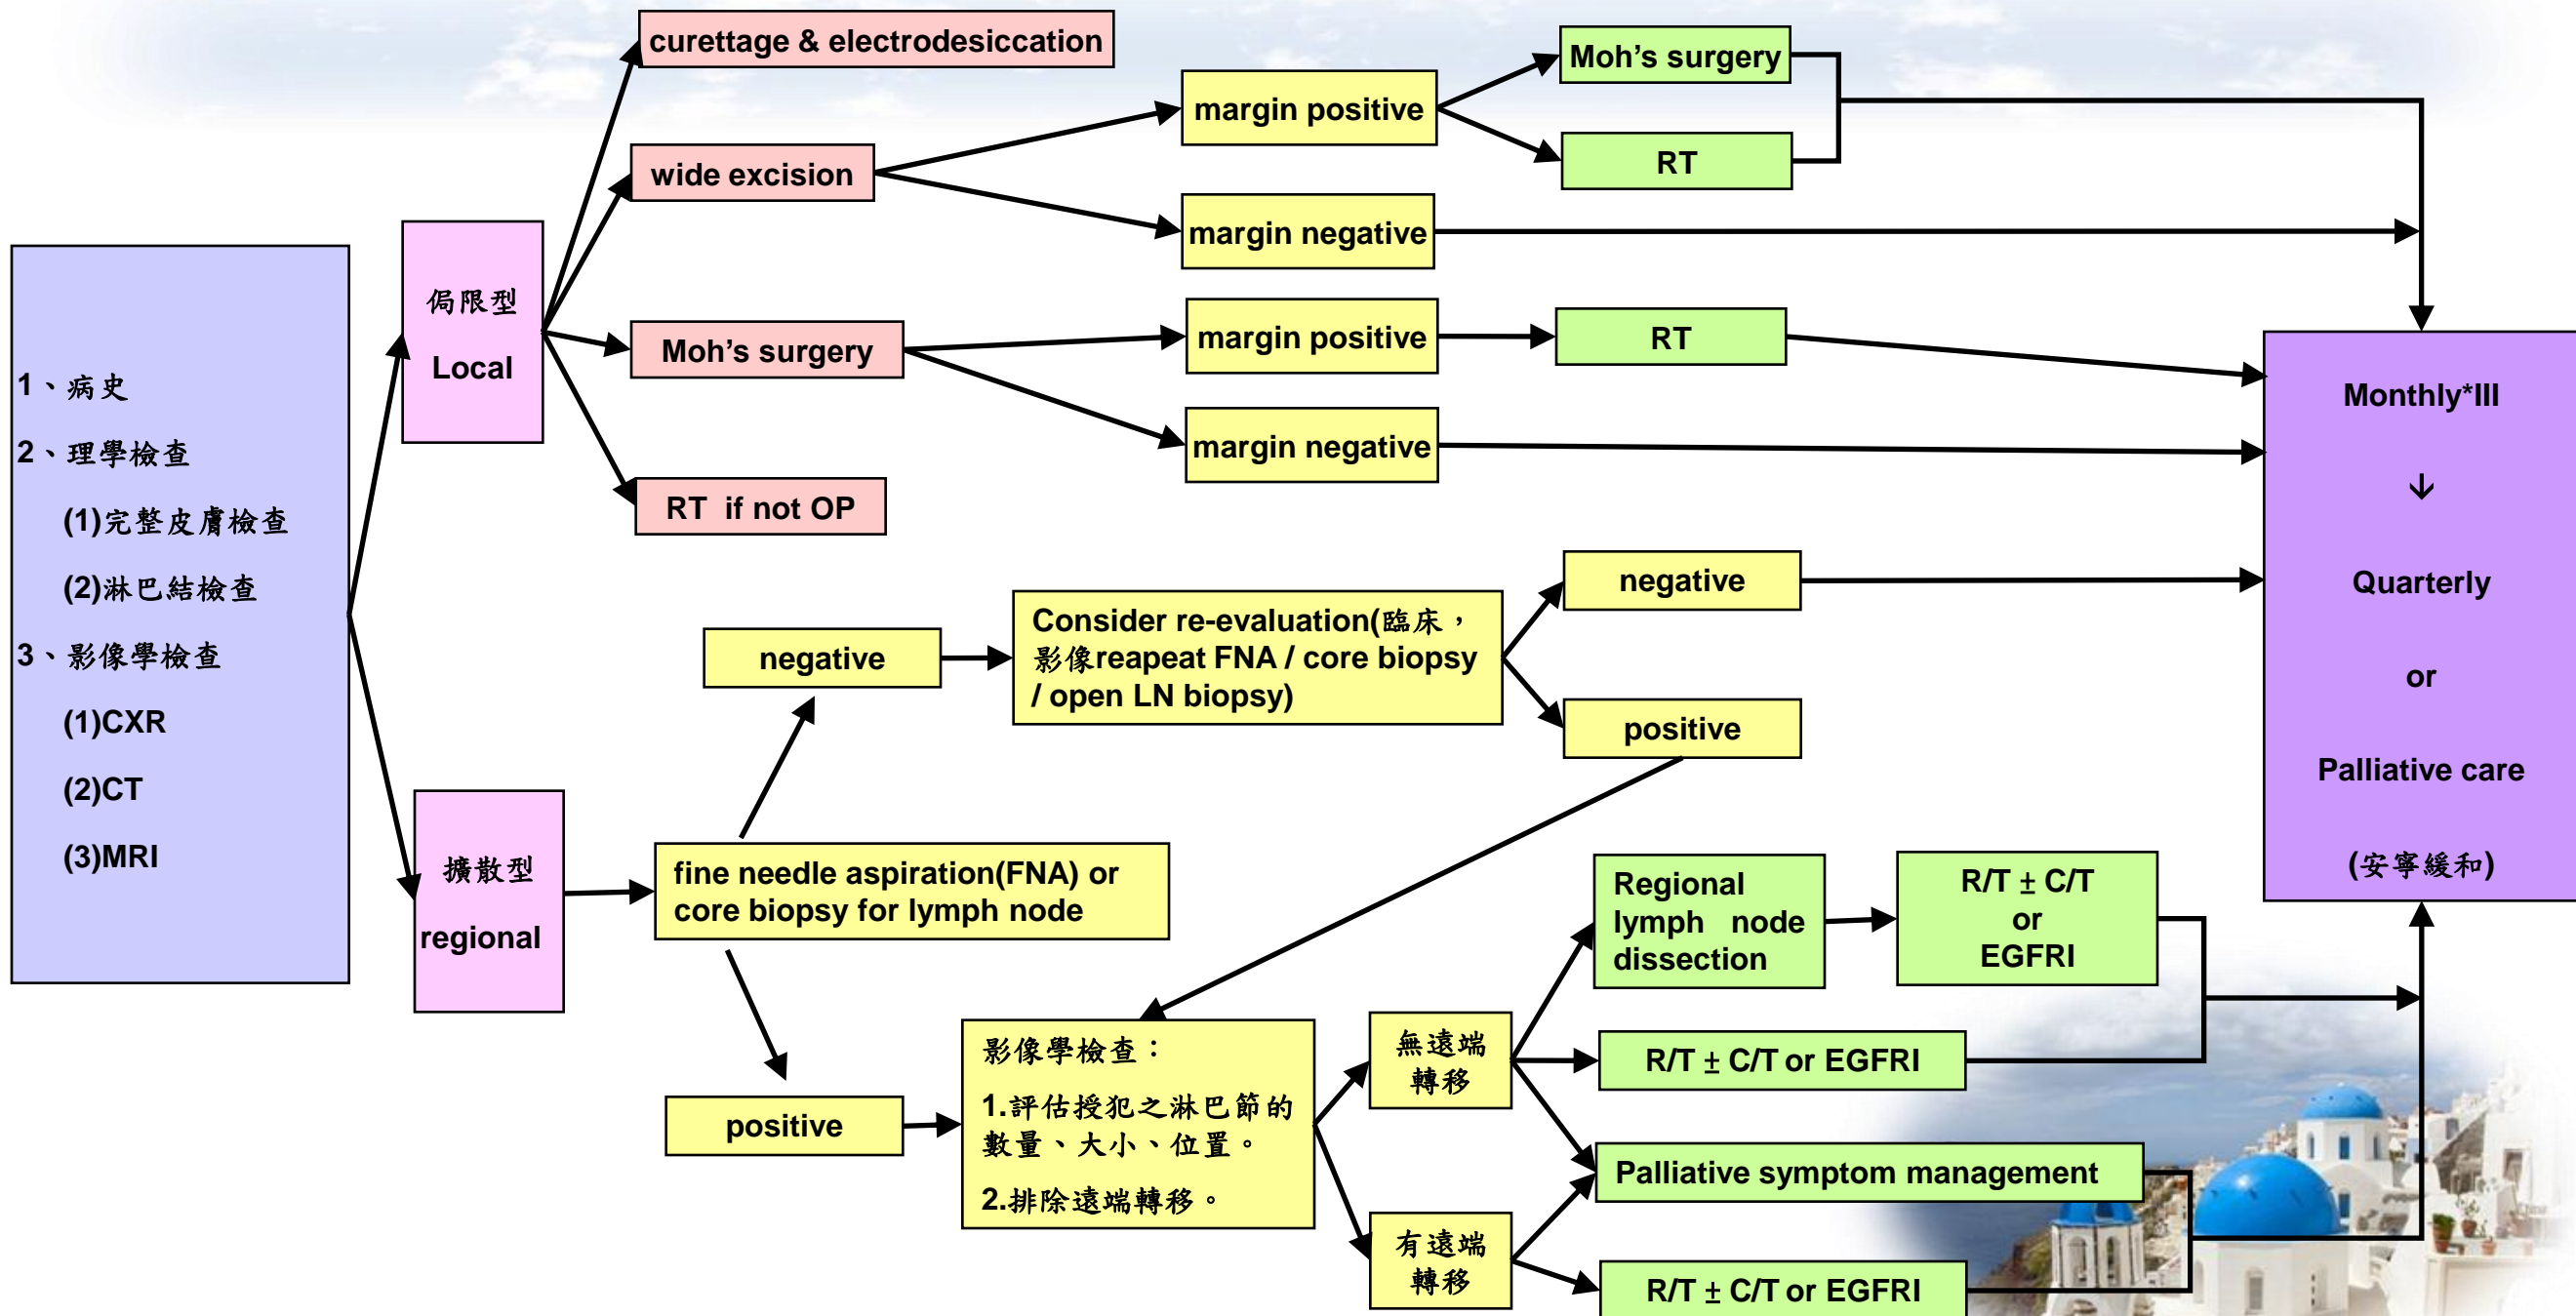 1、病史
2、理學檢查
(1)完整皮膚檢查
(2)淋巴結檢查
3、影像學檢查
(1)CXR
(2)CT
(3)MRI
侷限型
Local
curettage & electrodesiccation
wide excision
Moh’s surgery
RT if not OP
margin positive
margin negative
Moh’s surgery
RT
margin positive
margin negative
RT
擴散型
regional
fine needle aspiration(FNA) or
core biopsy for lymph node
negative
Consider re-evaluation(臨床，
影像reapeat FNA / core biopsy
/ open LN biopsy)
negative
positive
positive
影像學檢查：
1.評估授犯之淋巴節的
數量、大小、位置。
2.排除遠端轉移。
無遠端
轉移
有遠端
轉移
Regional
lymph node
dissection
R/T ± C/T
or
EGFRI
R/T ± C/T or EGFRI
Palliative symptom management
R/T ± C/T or EGFRI
Monthly*III
↓
Quarterly
or
Palliative care
(安寧緩和)